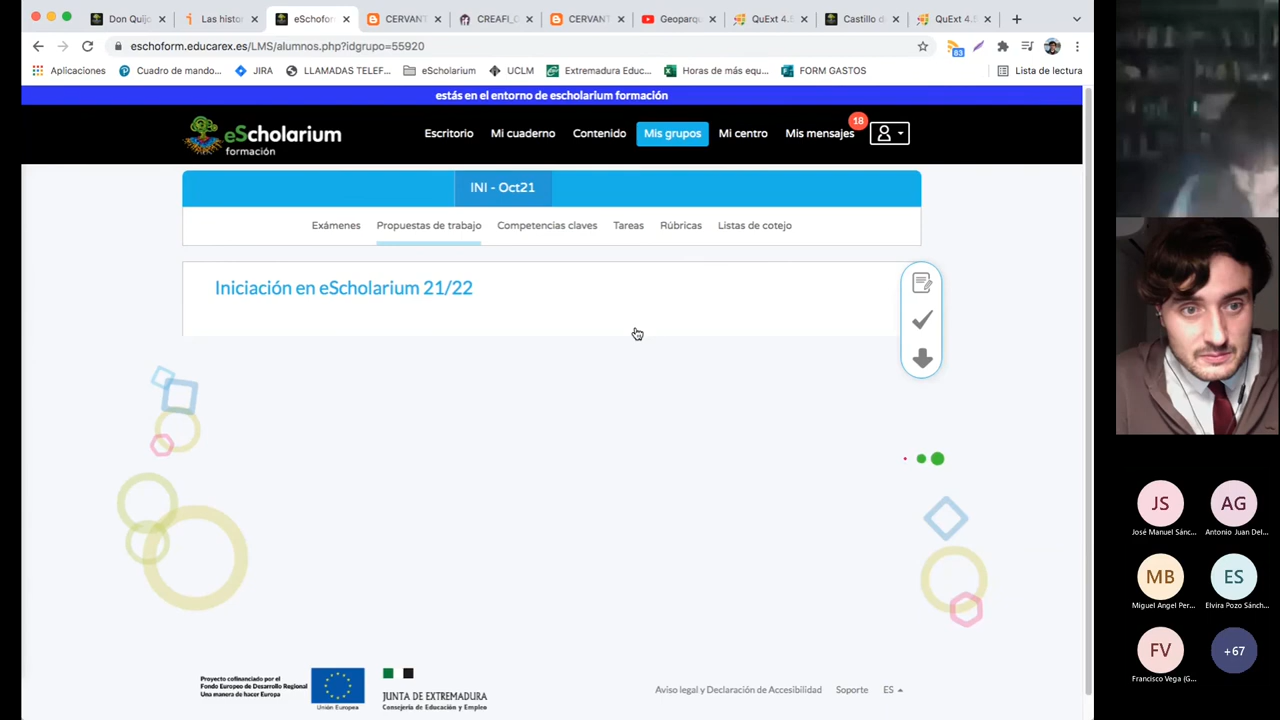 Don Quijo
Las histor
eSchofor
CERVANT
CREAFI_
CERVANT
Geoparq
QuExt 4.
Castillo d
QuExt 4.
eschoform.educarex.es/LMS/alumnos.php?idgrupo=55920
83
Aplicaciones
Cuadro de mando...
JIRA
LLAMADAS TELEF...
eScholarium
UCLM
Extremadura Educ...
Horas de más equ...
FORM GASTOS
Lista de lectura
estás en el entorno de escholarium formación
eScholarium
formación
Escritorio
Mi cuaderno
Contenido
Mis grupos
Mi centro
Mis mensajes
18
INI - Oct21
Exámenes
Propuestas de trabajo
Competencias claves
Tareas
Rúbricas
Listas de cotejo
Iniciación en eScholarium 21/22
Proyecto cofinanciado por el
Fondo Europeo de Desarrollo Regional
Una manera de hacer Europa
Unión Europea
JUNTA DE EXTREMADURA
Consejería de Educación y Empleo
Aviso legal y Declaración de Accesibilidad
Soporte
ES
JS
José Manuel Sánc...
AG
Antonio Juan Del...
MB
Miguel Angel Per...
ES
Elvira Pozo Sánch...
FV
Francisco Vega (G...
+67